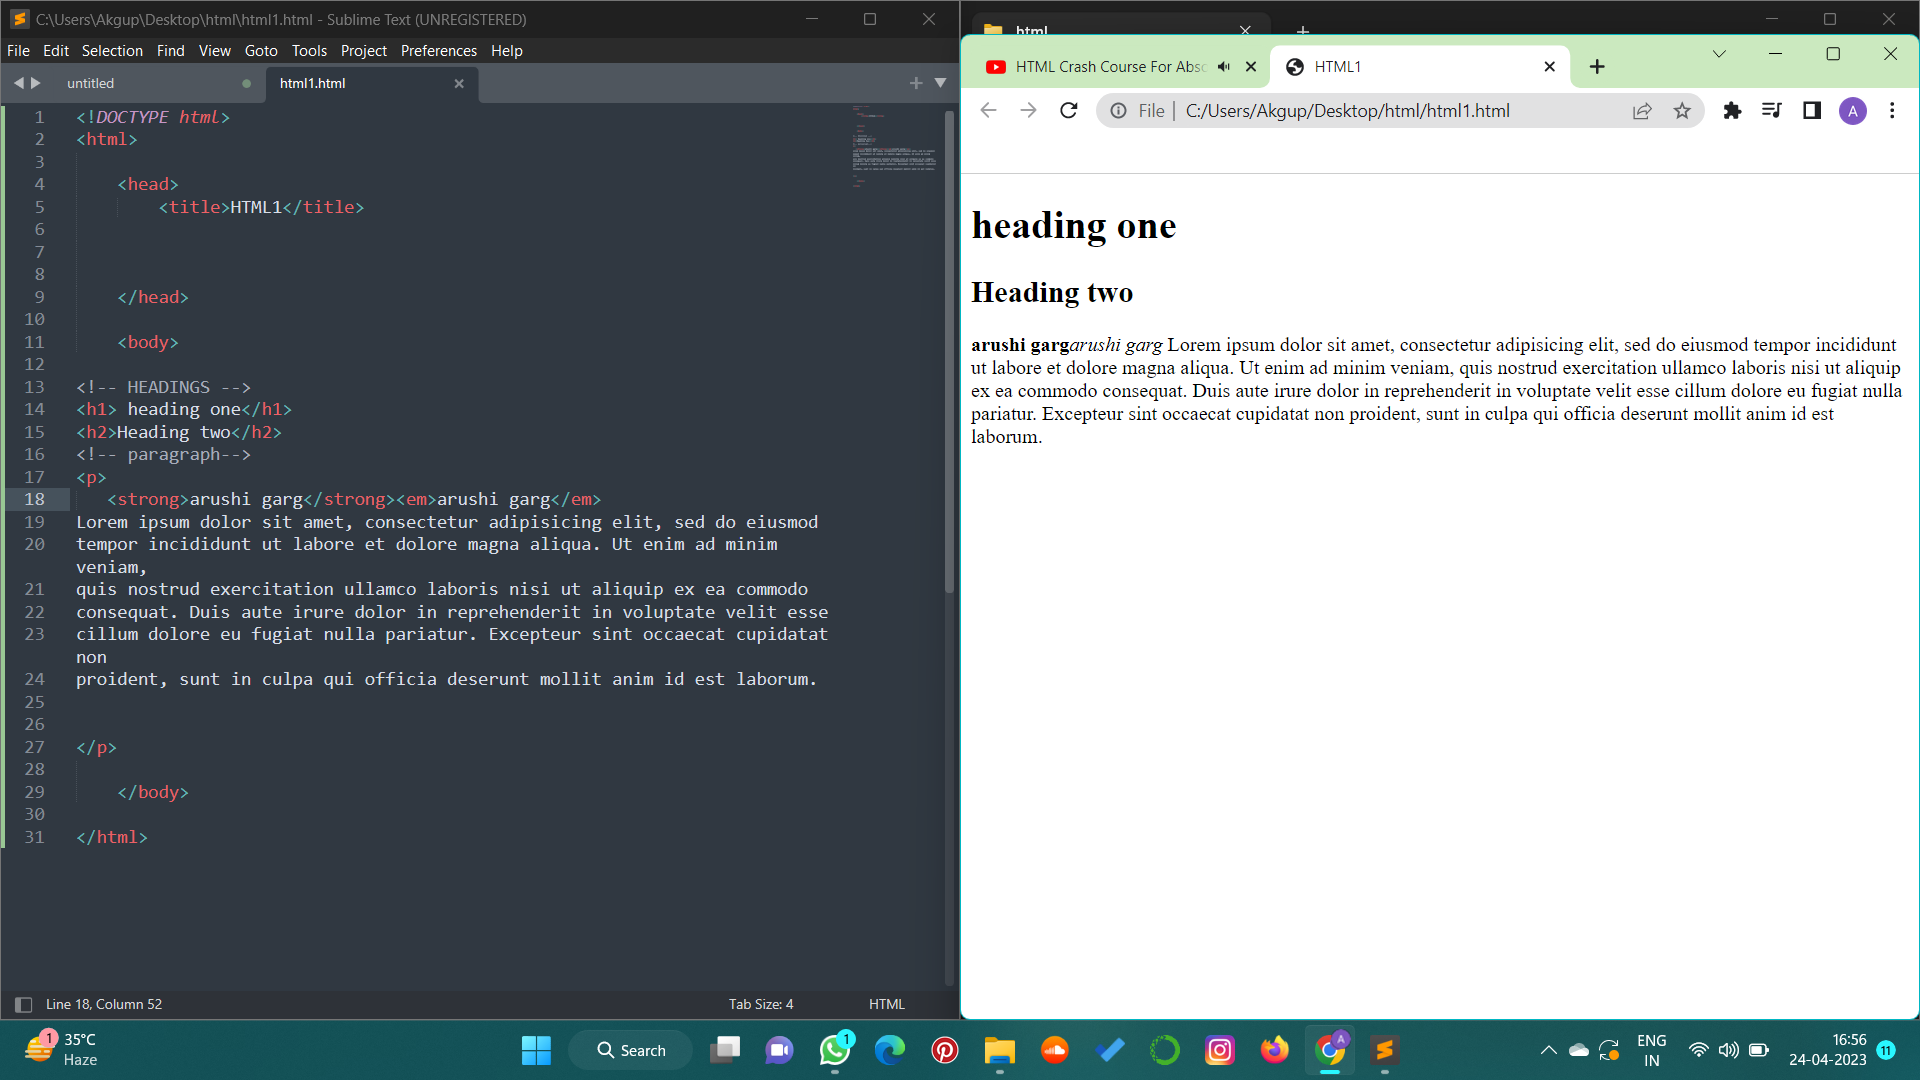 C:\Users\Akgup\Desktop\html\html1.html - Sublime Text (UNREGISTERED)
File Edit Selection Find View Goto Tools Project Preferences Help
untitled
html1.html
1 <!DOCTYPE html>
2 <html>
3
4 <head>
5 <title>HTML1</title>
6
7
8
9 </head>
10
11 <body>
12
13 <!-- HEADINGS -->
14 <h1> heading one</h1>
15 <h2>Heading two</h2>
16 <!-- paragraph-->
17 <p>
18 <strong>arushi garg</strong><em>arushi garg</em>
19 Lorem ipsum dolor sit amet, consectetur adipisicing elit, sed do eiusmod
20 tempor incididunt ut labore et dolore magna aliqua. Ut enim ad minim
veniam,
21 quis nostrud exercitation ullamco laboris nisi ut aliquip ex ea commodo
22 consequat. Duis aute irure dolor in reprehenderit in voluptate velit esse
23 cillum dolore eu fugiat nulla pariatur. Excepteur sint occaecat cupidatat
non
24 proident, sunt in culpa qui officia deserunt mollit anim id est laborum.
25
26
27 </p>
28
29 </body>
30
31 </html>
Line 18, Column 52
Tab Size: 4
HTML
html
HTML Crash Course For Abs
HTML1
File | C:/Users/Akgup/Desktop/html/html1.html
A
heading one
Heading two
arushi gargarushi garg Lorem ipsum dolor sit amet, consectetur adipisicing elit, sed do eiusmod tempor incididunt
ut labore et dolore magna aliqua. Ut enim ad minim veniam, quis nostrud exercitation ullamco laboris nisi ut aliquip
ex ea commodo consequat. Duis aute irure dolor in reprehenderit in voluptate velit esse cillum dolore eu fugiat nulla
pariatur. Excepteur sint occaecat cupidatat non proident, sunt in culpa qui officia deserunt mollit anim id est
laborum.
1
35°C
Haze
Search
1
A
ENG
IN
16:56
24-04-2023
11